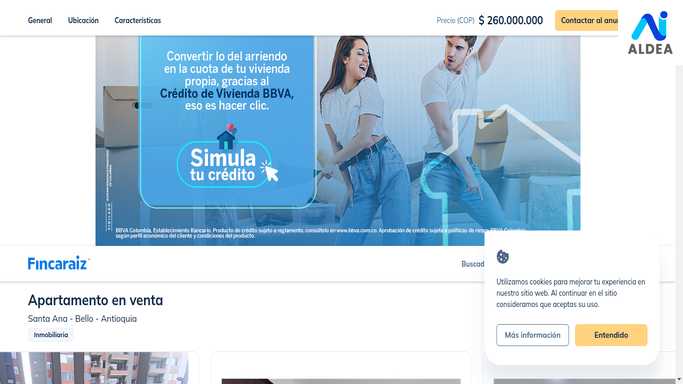 General Ubicación Características Precio (COP) $ 260.000.000 Contactar al anun
ALDEA
Convertir lo del arriendo
en la cuota de tu vivienda
propia, gracias al
Crédito de Vivienda BBVA,
eso es hacer clic.
Simula
tu crédito
BBVA Colombia. Establecimiento Bancario. Producto de crédito sujeto a reglamento, consúltelo en www.bbva.com.co. Aprobación de crédito sujeta a políticas de riesgo BBVA Colombia,
según perfil económico del cliente y condiciones del producto.
Fincaraiz
Buscad
Utilizamos cookies para mejorar tu experiencia en
nuestro sitio web. Al continuar en el sitio
consideramos que aceptas su uso.
Más información Entendido
Apartamento en venta
Santa Ana - Bello - Antioquia
Inmobiliaria